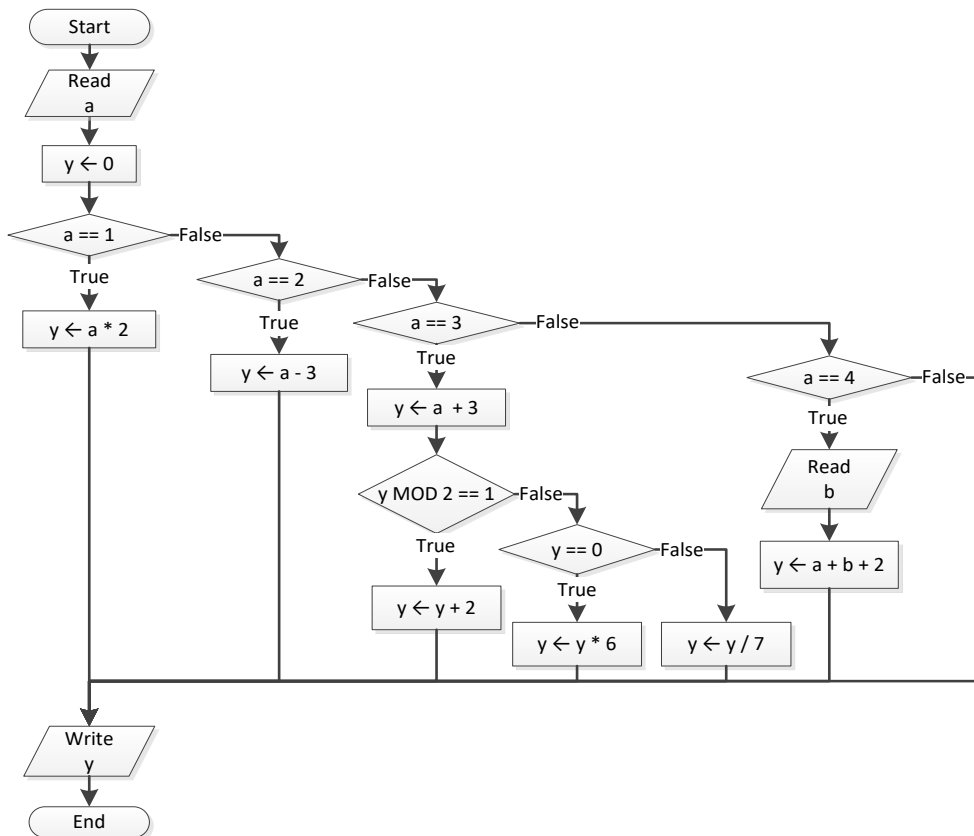 Start
Read
a
y ← 0
a == 1
False
True
y ← a * 2
a == 2
False
True
y ← a - 3
a == 3
False
True
y ← a  + 3
y MOD 2 == 1
False
True
y ← y + 2
y == 0
False
True
y ← y * 6
y ← y / 7
a == 4
False
True
Read
b
y ← a + b + 2
Write
y
End